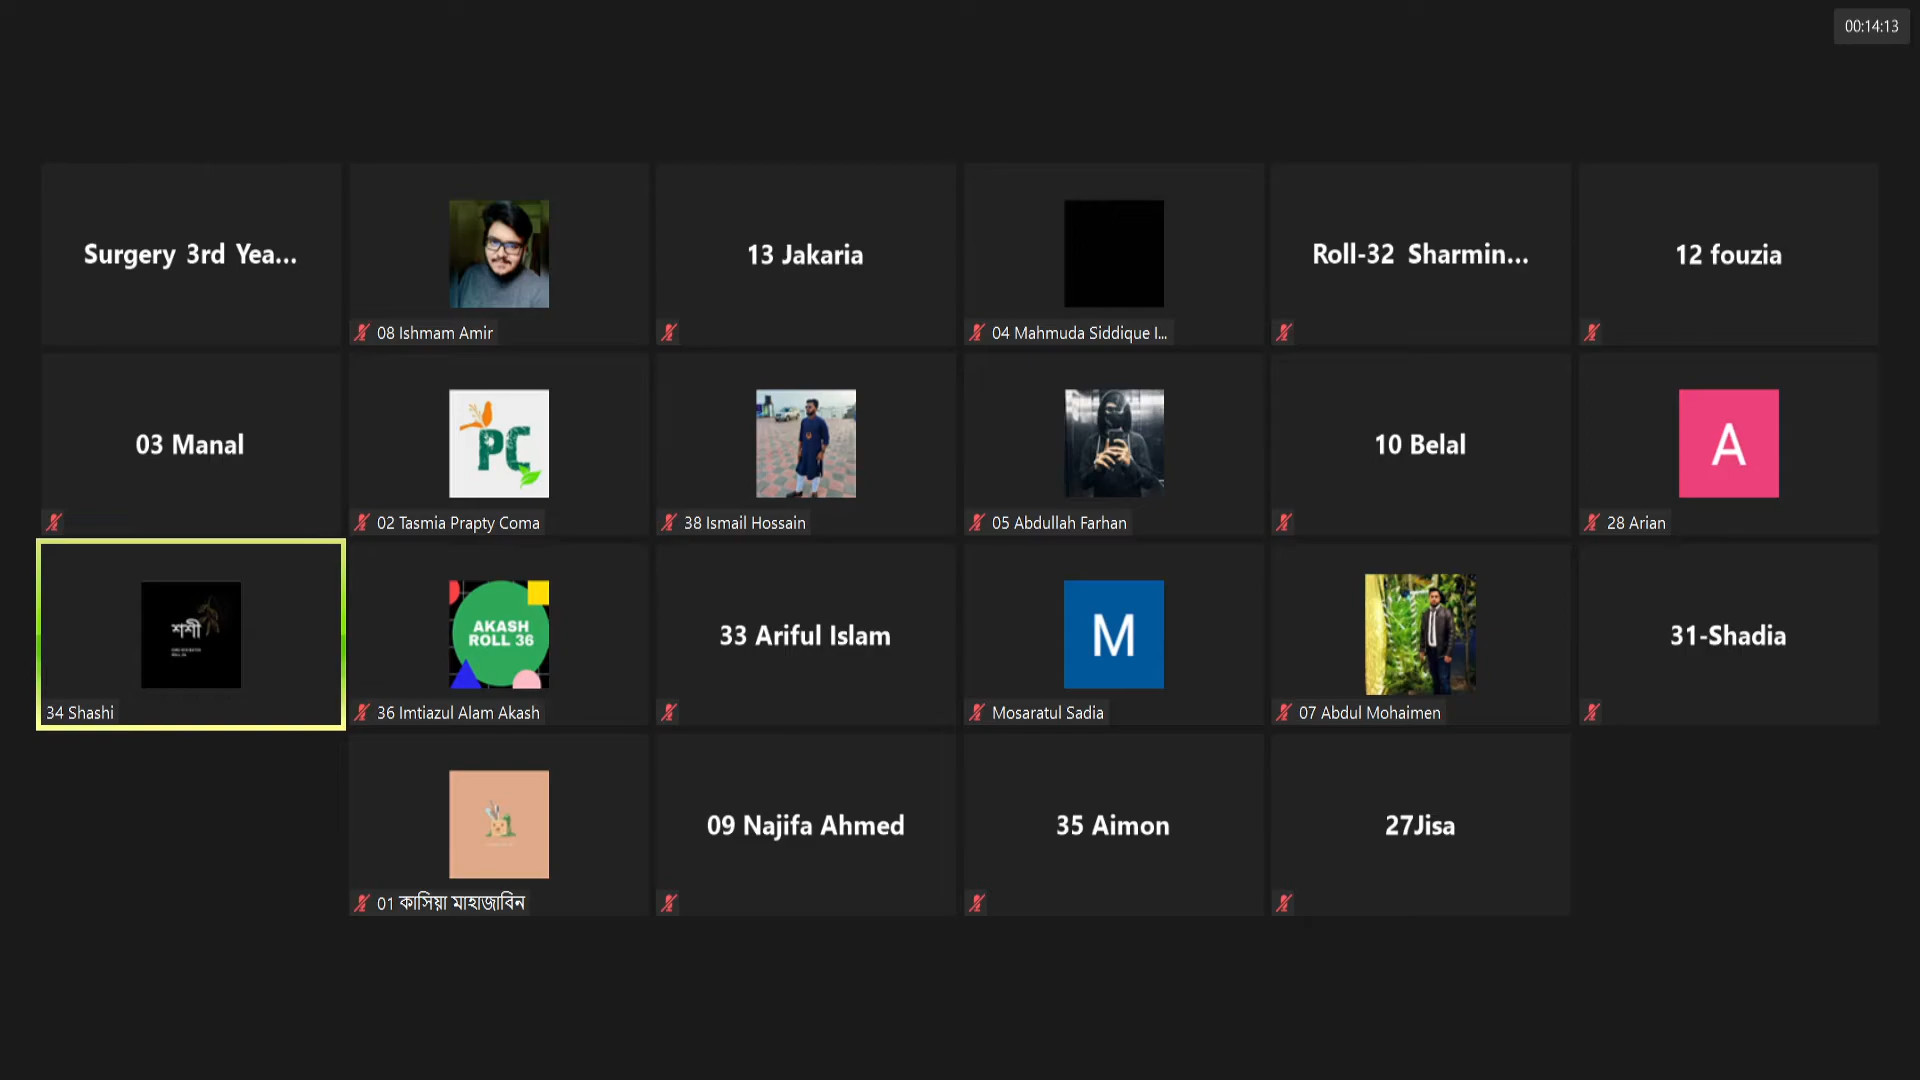 00:14:13
Surgery 3rd Yea...
08 Ishmam Amir
13 Jakaria
04 Mahmuda Siddique I...
Roll-32 Sharmin...
12 fouzia
03 Manal
PC
02 Tasmia Prapty Coma
38 Ismail Hossain
05 Abdullah Farhan
10 Belal
A
28 Arian
শশী
34 Shashi
AKASH
ROLL 36
36 Imtiazul Alam Akash
33 Ariful Islam
M
Mosaratul Sadia
07 Abdul Mohaimen
31-Shadia
01 কাসিয়া মাহাজাবিন
09 Najifa Ahmed
35 Aimon
27Jisa